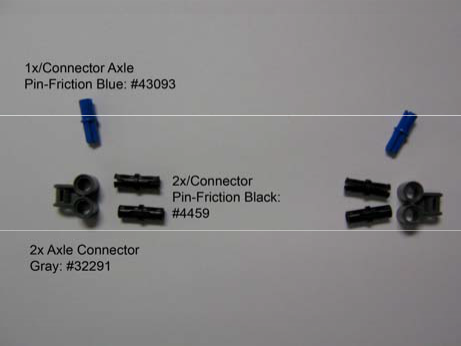 1x/Connector Axle
Pin-Friction Blue: #43093
2x/Connector
Pin-Friction Black:
#4459
2x Axle Connector
Gray: #32291